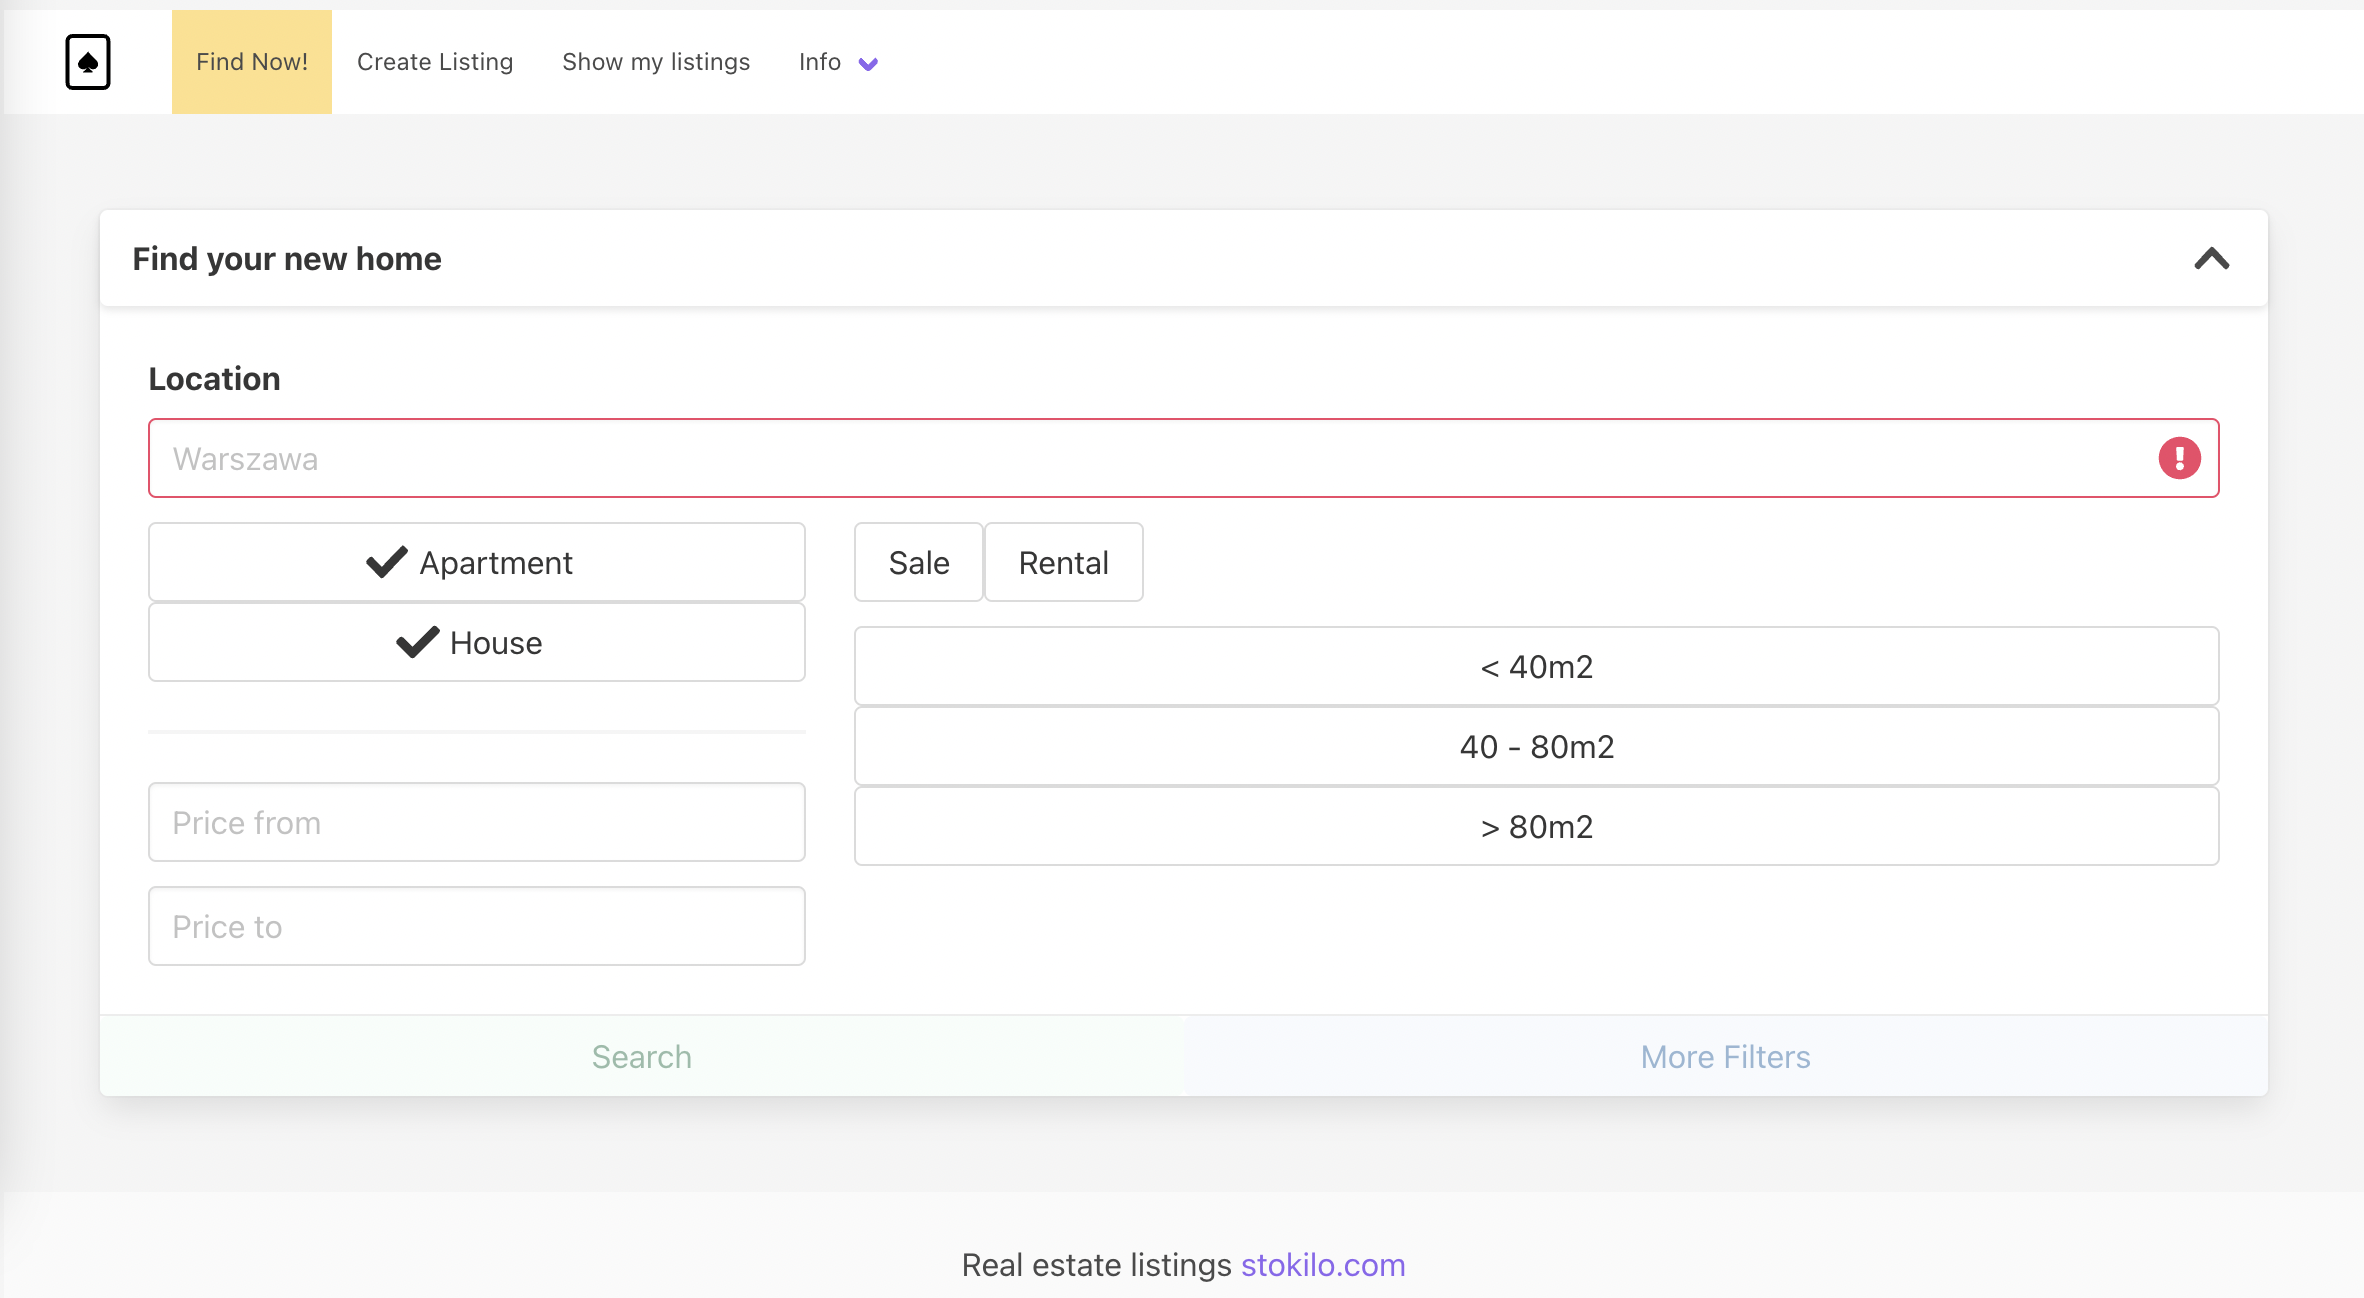 Find Now! Create Listing Show my listings Info
Find your new home
Location
Warszawa
Apartment
House
Sale Rental
< 40m2
40 - 80m2
> 80m2
Price from
Price to
Search More Filters
Real estate listings stokilo.com